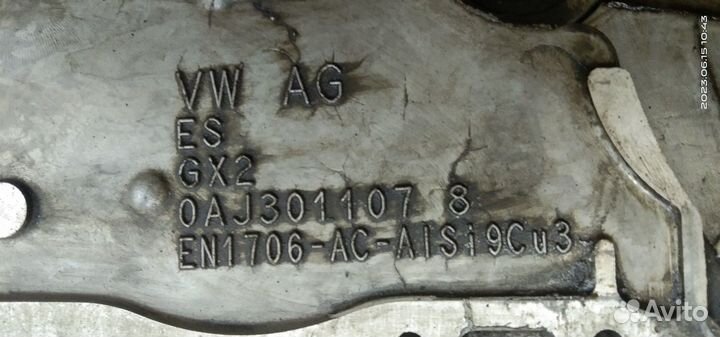 VW AG
ES
GX2
0AJ301107 8
EN1706-AC-AlSi9Cu3-
2023.06.15 10:43
Avito